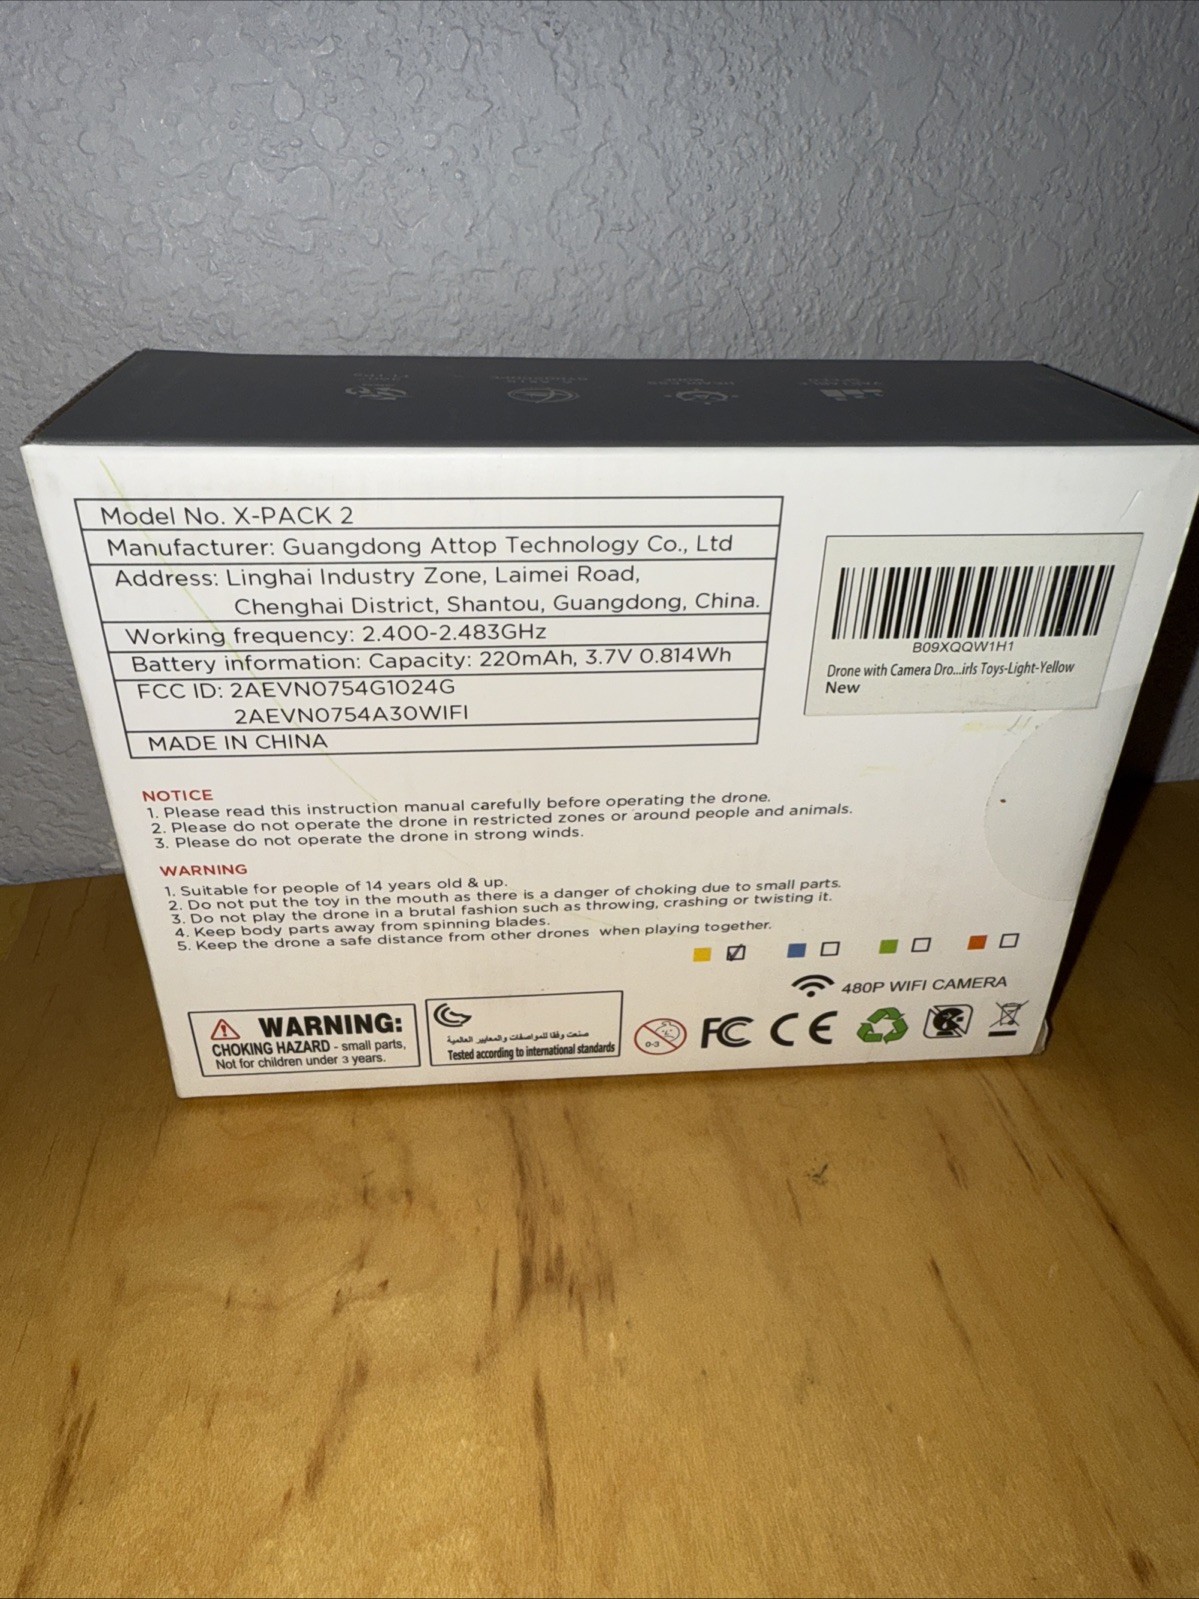 Model No. X-PACK 2
Manufacturer: Guangdong Attop Technology Co., Ltd
Address: Linghai Industry Zone, Laimei Road,
Chenghai District, Shantou, Guangdong, China.
Working frequency: 2.400-2.483GHz
Battery information: Capacity: 220mAh, 3.7V 0.814Wh
FCC ID: 2AEVN0754G1024G
2AEVN0754A30WIFI
MADE IN CHINA
B09XQQW1H1
Drone with Camera Dro...irls Toys-Light-Yellow
New
NOTICE
1. Please read this instruction manual carefully before operating the drone.
2. Please do not operate the drone in restricted zones or around people and animals.
3. Please do not operate the drone in strong winds.
WARNING
1. Suitable for people of 14 years old & up.
2. Do not put the toy in the mouth as there is a danger of choking due to small parts.
3. Do not play the drone in a brutal fashion such as throwing, crashing or twisting it.
4. Keep body parts away from spinning blades.
5. Keep the drone a safe distance from other drones when playing together.
480P WIFI CAMERA
WARNING:
CHOKING HAZARD - small parts,
Not for children under 3 years.
صنعت وفقا للمواصفات والمعايير العالمية
Tested according to international standards
0-3
FC CE